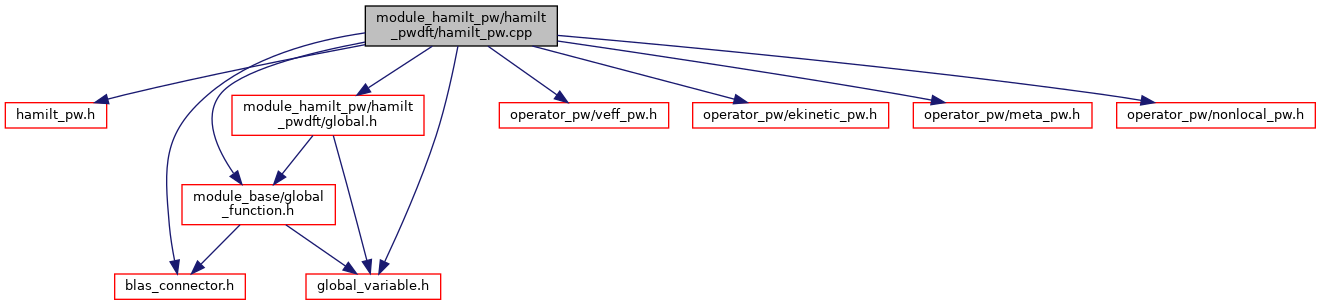 module_hamilt_pw/hamilt
_pwdft/hamilt_pw.cpp
hamilt_pw.h
module_hamilt_pw/hamilt
_pwdft/global.h
operator_pw/veff_pw.h
operator_pw/ekinetic_pw.h
operator_pw/meta_pw.h
operator_pw/nonlocal_pw.h
module_base/global
_function.h
blas_connector.h
global_variable.h